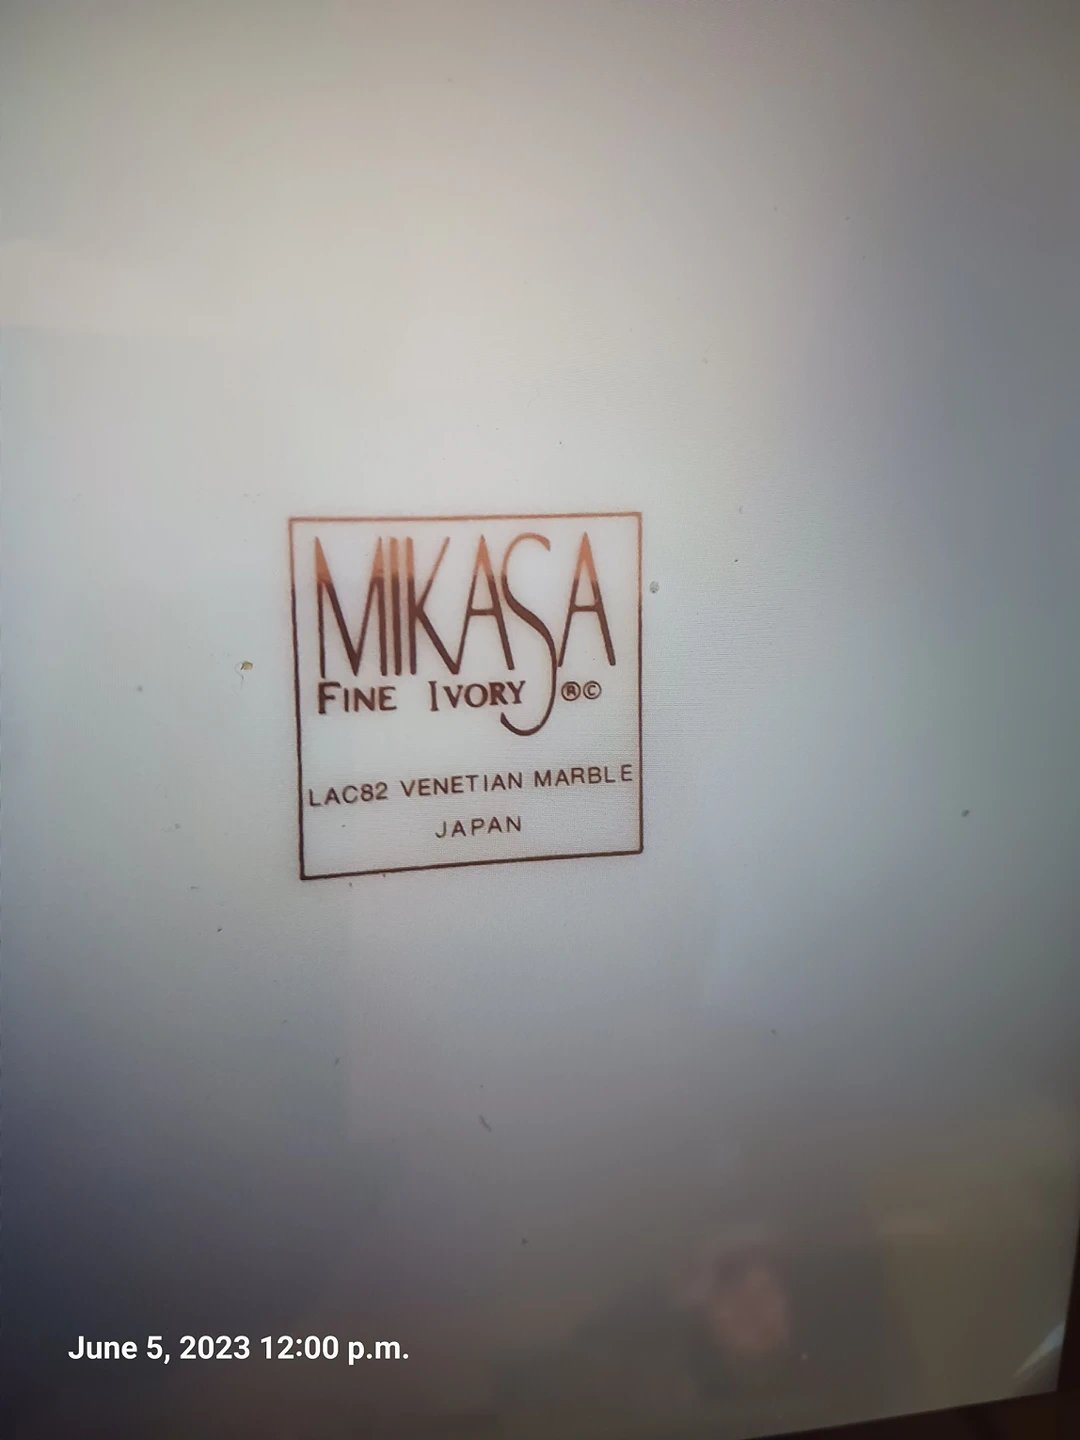 MIKASA
FINE IVORY ®©
LAC82 VENETIAN MARBLE
JAPAN
June 5, 2023 12:00 p.m.